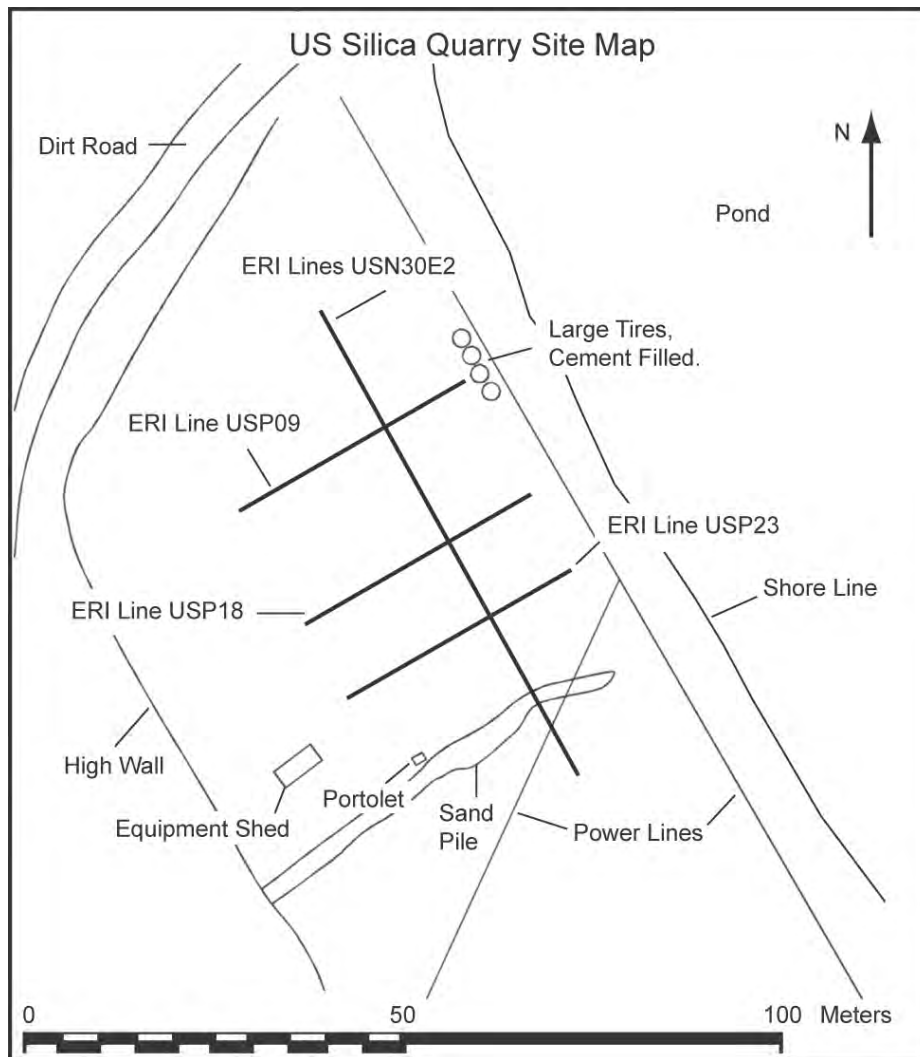 US Silica Quarry Site Map
Dirt Road
N
Pond
ERI Lines USN30E2
Large Tires,
Cement Filled.
ERI Line USP09
ERI Line USP23
Shore Line
ERI Line USP18
High Wall
Portolet
Equipment Shed
Sand
Pile
Power Lines
0 50 100 Meters